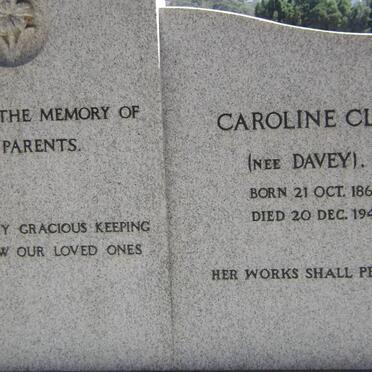 THE MEMORY OF
PARENTS.
GRACIOUS KEEPING
OUR LOVED ONES
CAROLINE CL
(NEE DAVEY).
BORN 21 OCT. 186
DIED 20 DEC. 194
HER WORKS SHALL